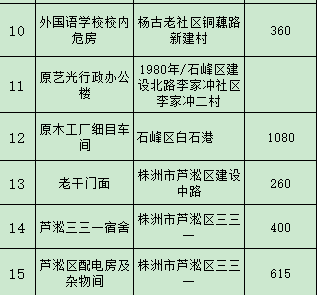 10 外国语学校校内 杨古老社区铜藕路 360
危房 新建村
11 原艺光行政办公 1980年/石峰区建
楼 设北路李家冲社区
李家冲二村
12 原木工厂细目车 石峰区白石港 1080
间
13 老干门面 株洲市芦淞区建设 260
中路
14 芦淞三三一宿舍 株洲市芦淞区三三 400
一
15 芦淞区配电房及 株洲市芦淞区三三 615
杂物间 一